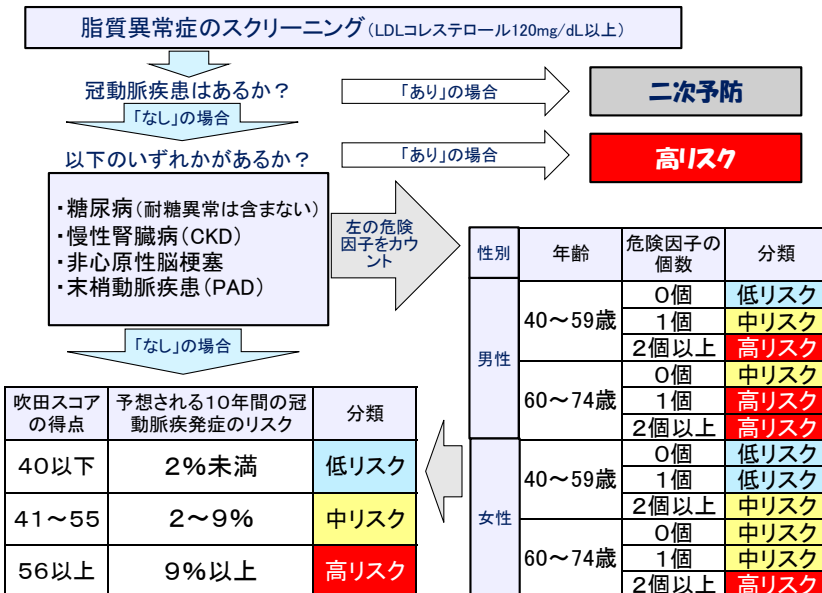 脂質異常症のスクリーニング（LDLコレステロール120mg/dL以上）
冠動脈疾患はあるか？
「あり」の場合
二次予防
「なし」の場合
以下のいずれかがあるか？
「あり」の場合
高リスク
・糖尿病（耐糖異常は含まない）
・慢性腎臓病（CKD）
・非心原性脳梗塞
・末梢動脈疾患（PAD）
左の危険
因子をカウ
ント
「なし」の場合
性別 年齢 危険因子の個数 分類
男性 40～59歳 0個 低リスク
1個 中リスク
2個以上 高リスク
60～74歳 0個 中リスク
1個 高リスク
2個以上 高リスク
女性 40～59歳 0個 低リスク
1個 低リスク
2個以上 中リスク
60～74歳 0個 中リスク
1個 中リスク
2個以上 高リスク
吹田スコアの得点 予想される10年間の冠動脈疾発症のリスク 分類
40以下 2%未満 低リスク
41～55 2～9% 中リスク
56以上 9%以上 高リスク